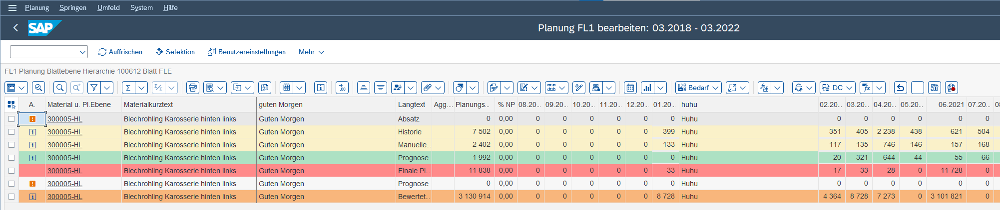 Planung Springen Umfeld System Hilfe
SAP Planung FL1 bearbeiten: 03.2018 - 03.2022
Auffrischen Selektion Benutzereinstellungen Mehr
FL1 Planung Blattebene Hierarchie 100612 Blatt FLE
Bedarf DC
A. Material u. Pl.Ebene Materialkurztext guten Morgen Langtext Agg.... Planungs... % NP 08.20... 09.20... 10.20... 11.20... 12.20... 01.20... huhu 02.20... 03.20... 04.20... 05.20... 06.2021 07.20...
300005-HL Blechrohling Karosserie hinten links Guten Morgen Absatz 0 0,00 0 0 0 0 0 0 Huhu 0 0 0 0 0 0
300005-HL Blechrohling Karosserie hinten links Guten Morgen Historie 7 502 0,00 0 0 0 0 0 399 Huhu 351 405 2 238 438 621 504
300005-HL Blechrohling Karosserie hinten links Guten Morgen Manuelle... 2 402 0,00 0 0 0 0 0 133 Huhu 117 135 746 146 157 168
300005-HL Blechrohling Karosserie hinten links Guten Morgen Prognose 1 992 0,00 0 0 0 0 0 0 Huhu 20 321 644 44 55 66
300005-HL Blechrohling Karosserie hinten links Guten Morgen Finale Pl... 11 838 0,00 0 0 0 0 0 33 Huhu 17 33 28 0 11 728 0
300005-HL Blechrohling Karosserie hinten links Guten Morgen Prognose 0 0,00 0 0 0 0 0 0 Huhu 0 0 0 0 0 0
300005-HL Blechrohling Karosserie hinten links Guten Morgen Bewertet... 3 130 914 0,00 0 0 0 0 0 8 728 Huhu 4 364 8 728 7 273 0 3 101 821 0